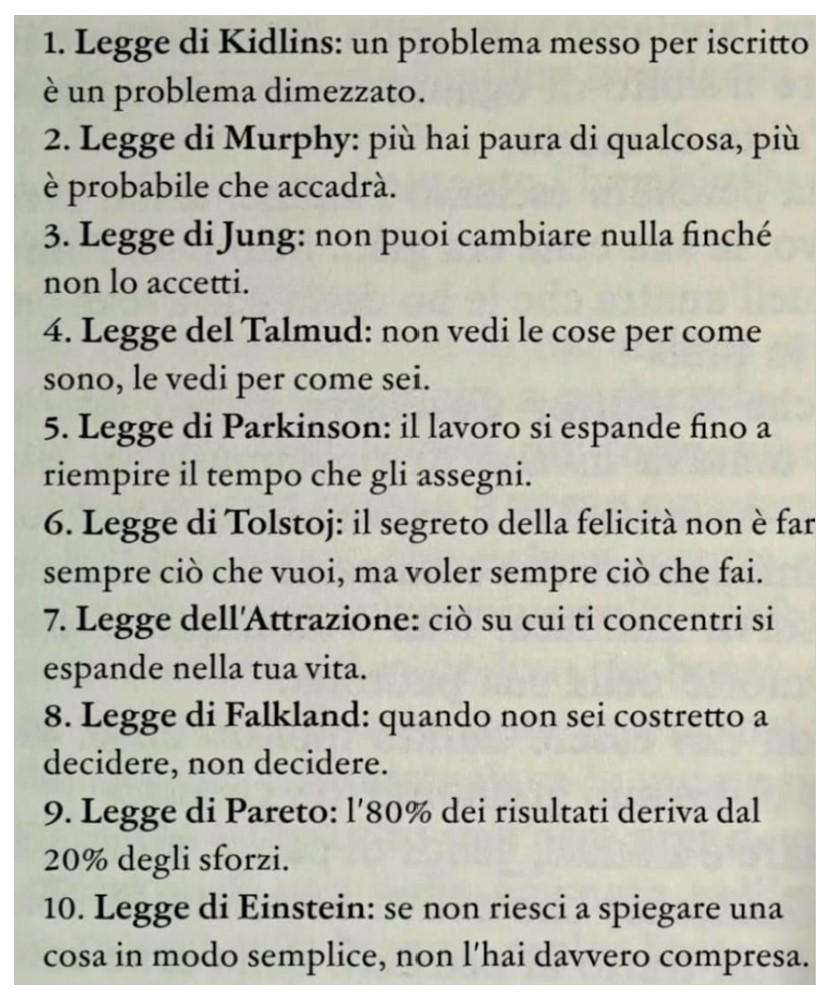 1. Legge di Kidlins: un problema messo per iscritto
è un problema dimezzato.
2. Legge di Murphy: più hai paura di qualcosa, più
è probabile che accadrà.
3. Legge di Jung: non puoi cambiare nulla finché
non lo accetti.
4. Legge del Talmud: non vedi le cose per come
sono, le vedi per come sei.
5. Legge di Parkinson: il lavoro si espande fino a
riempire il tempo che gli assegni.
6. Legge di Tolstoj: il segreto della felicità non è far
sempre ciò che vuoi, ma voler sempre ciò che fai.
7. Legge dell'Attrazione: ciò su cui ti concentri si
espande nella tua vita.
8. Legge di Falkland: quando non sei costretto a
decidere, non decidere.
9. Legge di Pareto: l'80% dei risultati deriva dal
20% degli sforzi.
10. Legge di Einstein: se non riesci a spiegare una
cosa in modo semplice, non l'hai davvero compresa.